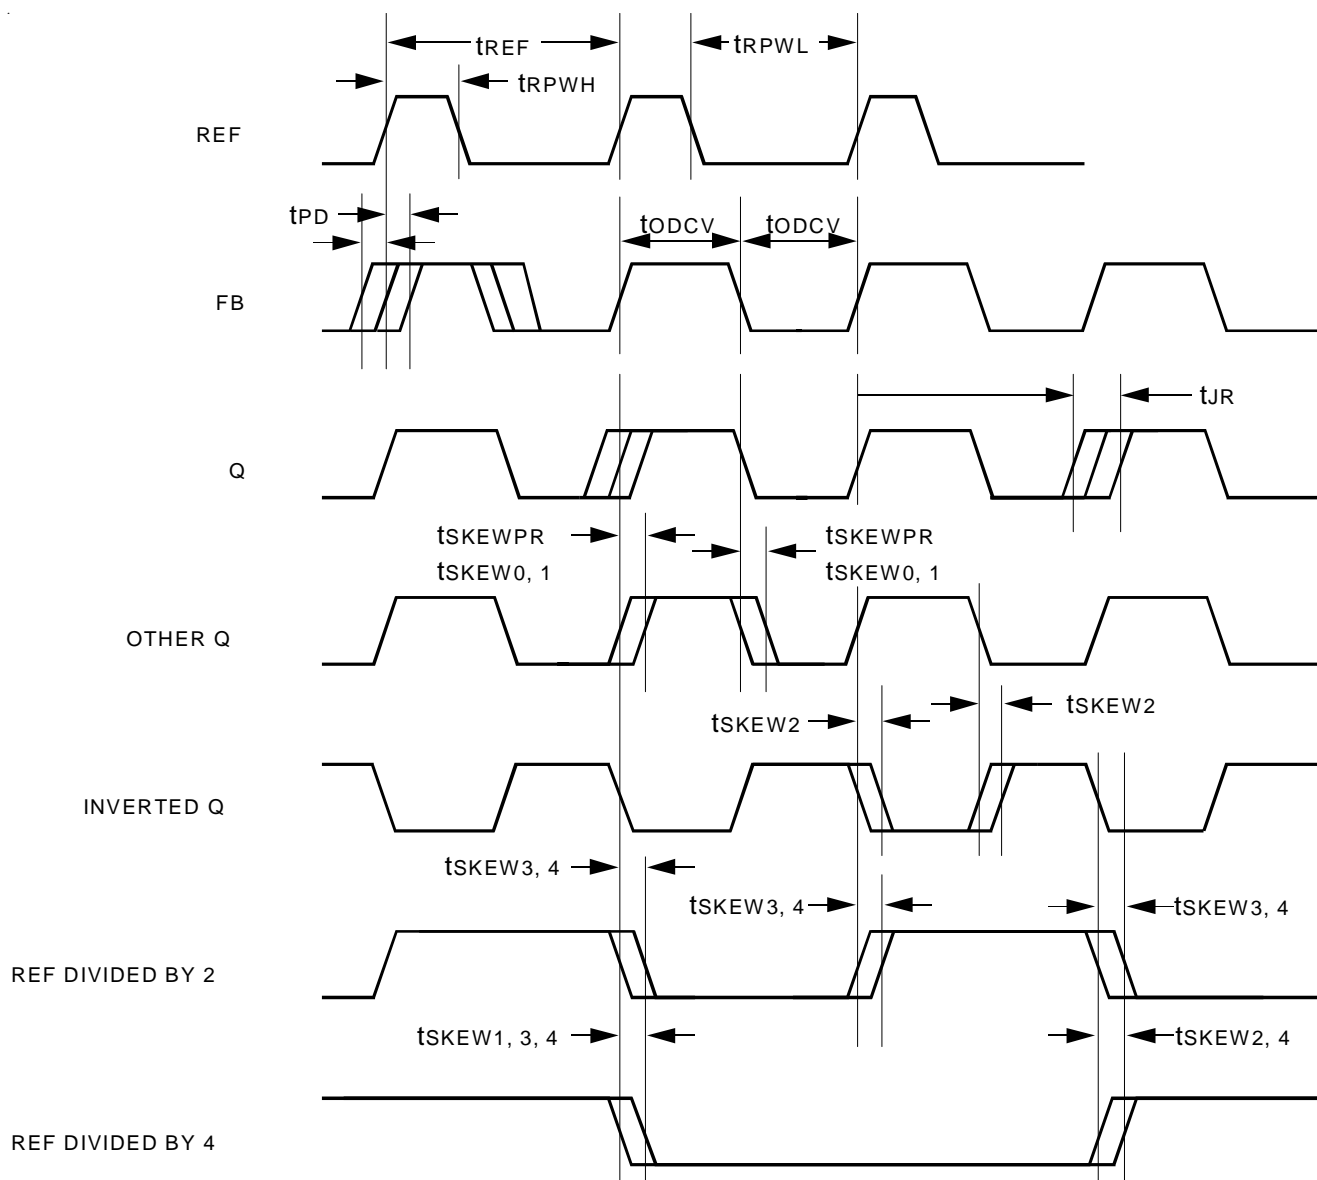 tREF
tRPWL
tRPWH
REF
tPD
tODCV
tODCV
FB
tJR
Q
tSKEWPR
tSKEW0, 1
tSKEWPR
tSKEW0, 1
OTHER Q
tSKEW2
tSKEW2
INVERTED Q
tSKEW3, 4
tSKEW3, 4
tSKEW3, 4
REF DIVIDED BY 2
tSKEW1, 3, 4
tSKEW2, 4
REF DIVIDED BY 4